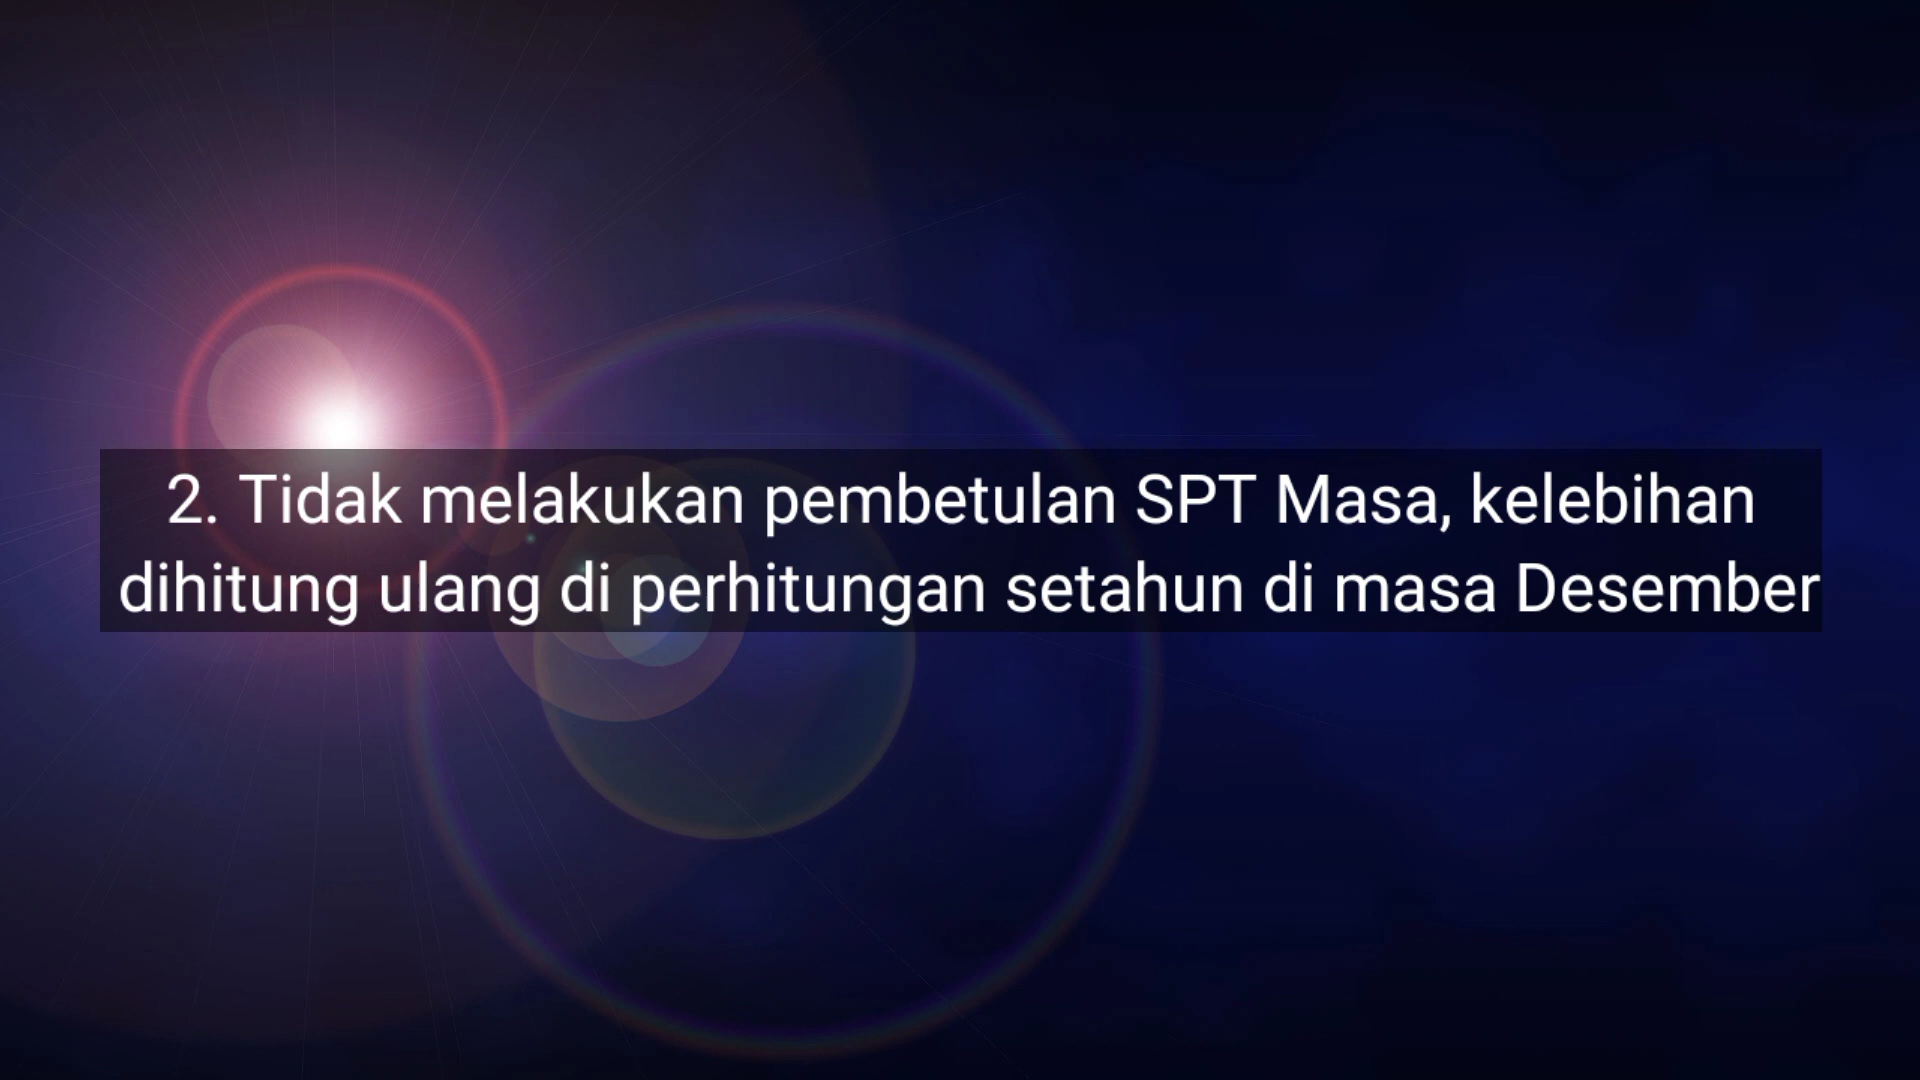 2. Tidak melakukan pembetulan SPT Masa, kelebihan
dihitung ulang di perhitungan setahun di masa Desember